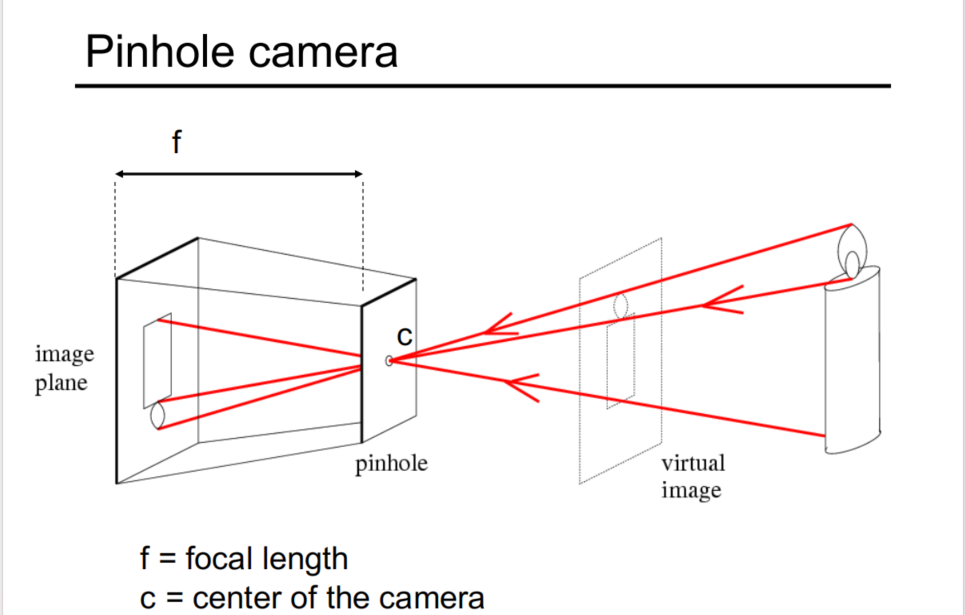 Pinhole camera
f
c
image
plane
pinhole
virtual
image
f = focal length
c = center of the camera